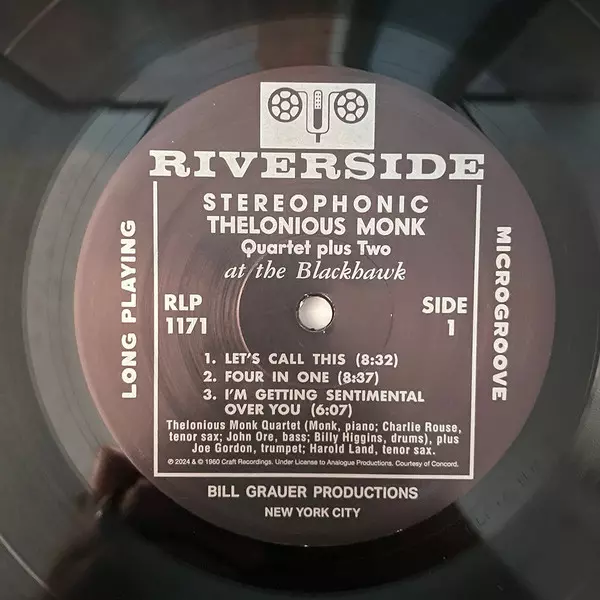 RIVERSIDE
STEREOPHONIC
THELONIOUS MONK
Quartet plus Two
at the Blackhawk
LONG PLAYING
MICROGROOVE
RLP
1171
SIDE
1
1. LET'S CALL THIS (8:32)
2. FOUR IN ONE (8:37)
3. I'M GETTING SENTIMENTAL
OVER YOU (6:07)
Thelonious Monk Quartet (Monk, piano; Charlie Rouse,
tenor sax; John Ore, bass; Billy Higgins, drums), plus
Joe Gordon, trumpet; Harold Land, tenor sax.
℗ 2024 & © 1960 Craft Recordings. Under License to Analogue Productions. Courtesy of Concord.
BILL GRAUER PRODUCTIONS
NEW YORK CITY